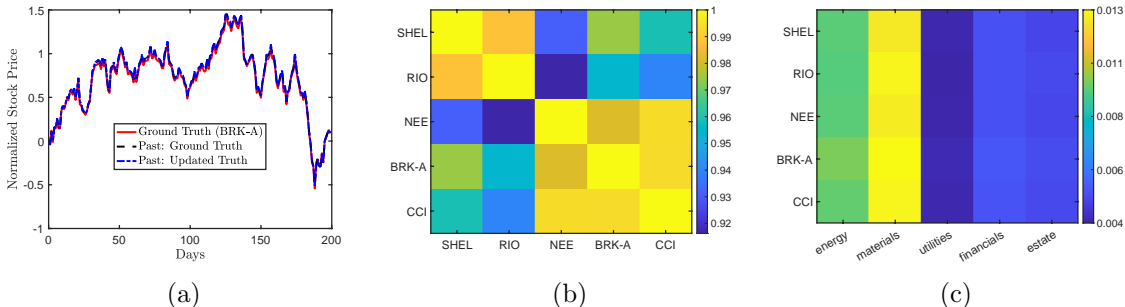 Normalized Stock Price
1.5
1
0.5
0
-0.5
-1
Ground Truth (BRK-A)
Past: Ground Truth
Past: Updated Truth
0 50 100 150 200
Days
(a)
SHEL
RIO
NEE
BRK-A
CCI
SHEL RIO NEE BRK-A CCI
1
0.99
0.98
0.97
0.96
0.95
0.94
0.93
0.92
(b)
SHEL
RIO
NEE
BRK-A
CCI
energy materials utilities financials estate
0.013
0.011
0.008
0.006
0.004
(c)